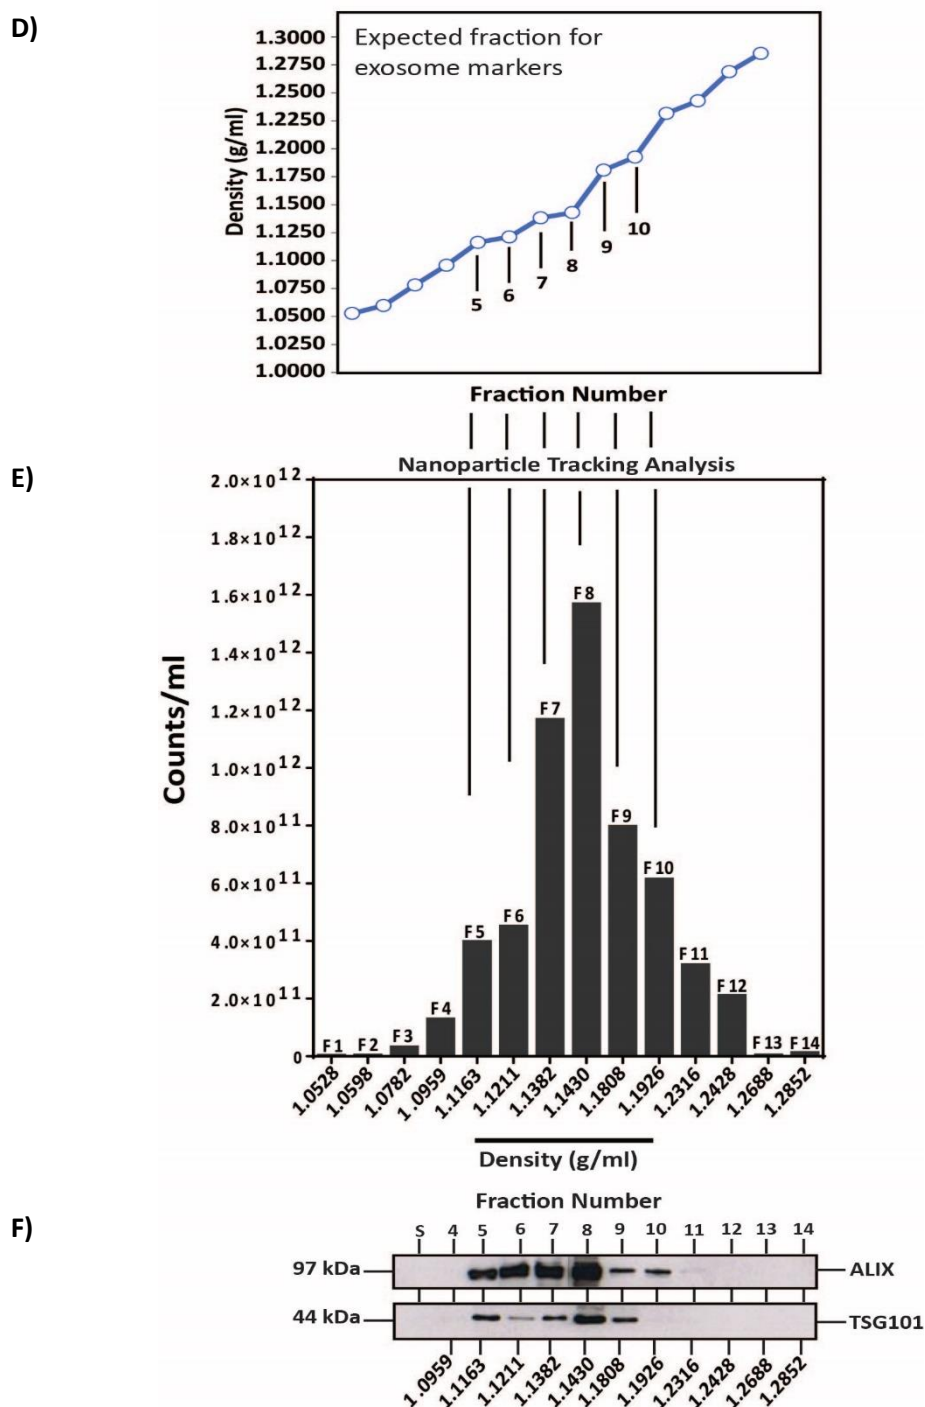 D)
Expected fraction for
exosome markers
Density (g/ml)
1.3000
1.2750
1.2500
1.2250
1.2000
1.1750
1.1500
1.1250
1.1000
1.0750
1.0500
1.0250
1.0000
5
6
7
8
9
10
Fraction Number
E)
Nanoparticle Tracking Analysis
Counts/ml
2.0×10¹²
1.8×10¹²
1.6×10¹²
1.4×10¹²
1.2×10¹²
1.0×10¹²
8.0×10¹¹
6.0×10¹¹
4.0×10¹¹
2.0×10¹¹
0
F1 F2 F3 F4 F5 F6 F7 F8 F9 F10 F11 F12 F13 F14
1.0528 1.0598 1.0782 1.0959 1.1163 1.1211 1.1382 1.1430 1.1808 1.1926 1.2316 1.2428 1.2688 1.2852
Density (g/ml)
F)
Fraction Number
S 4 5 6 7 8 9 10 11 12 13 14
97 kDa ALIX
44 kDa TSG101
1.0959 1.1163 1.1211 1.1382 1.1430 1.1808 1.1926 1.2316 1.2428 1.2688 1.2852